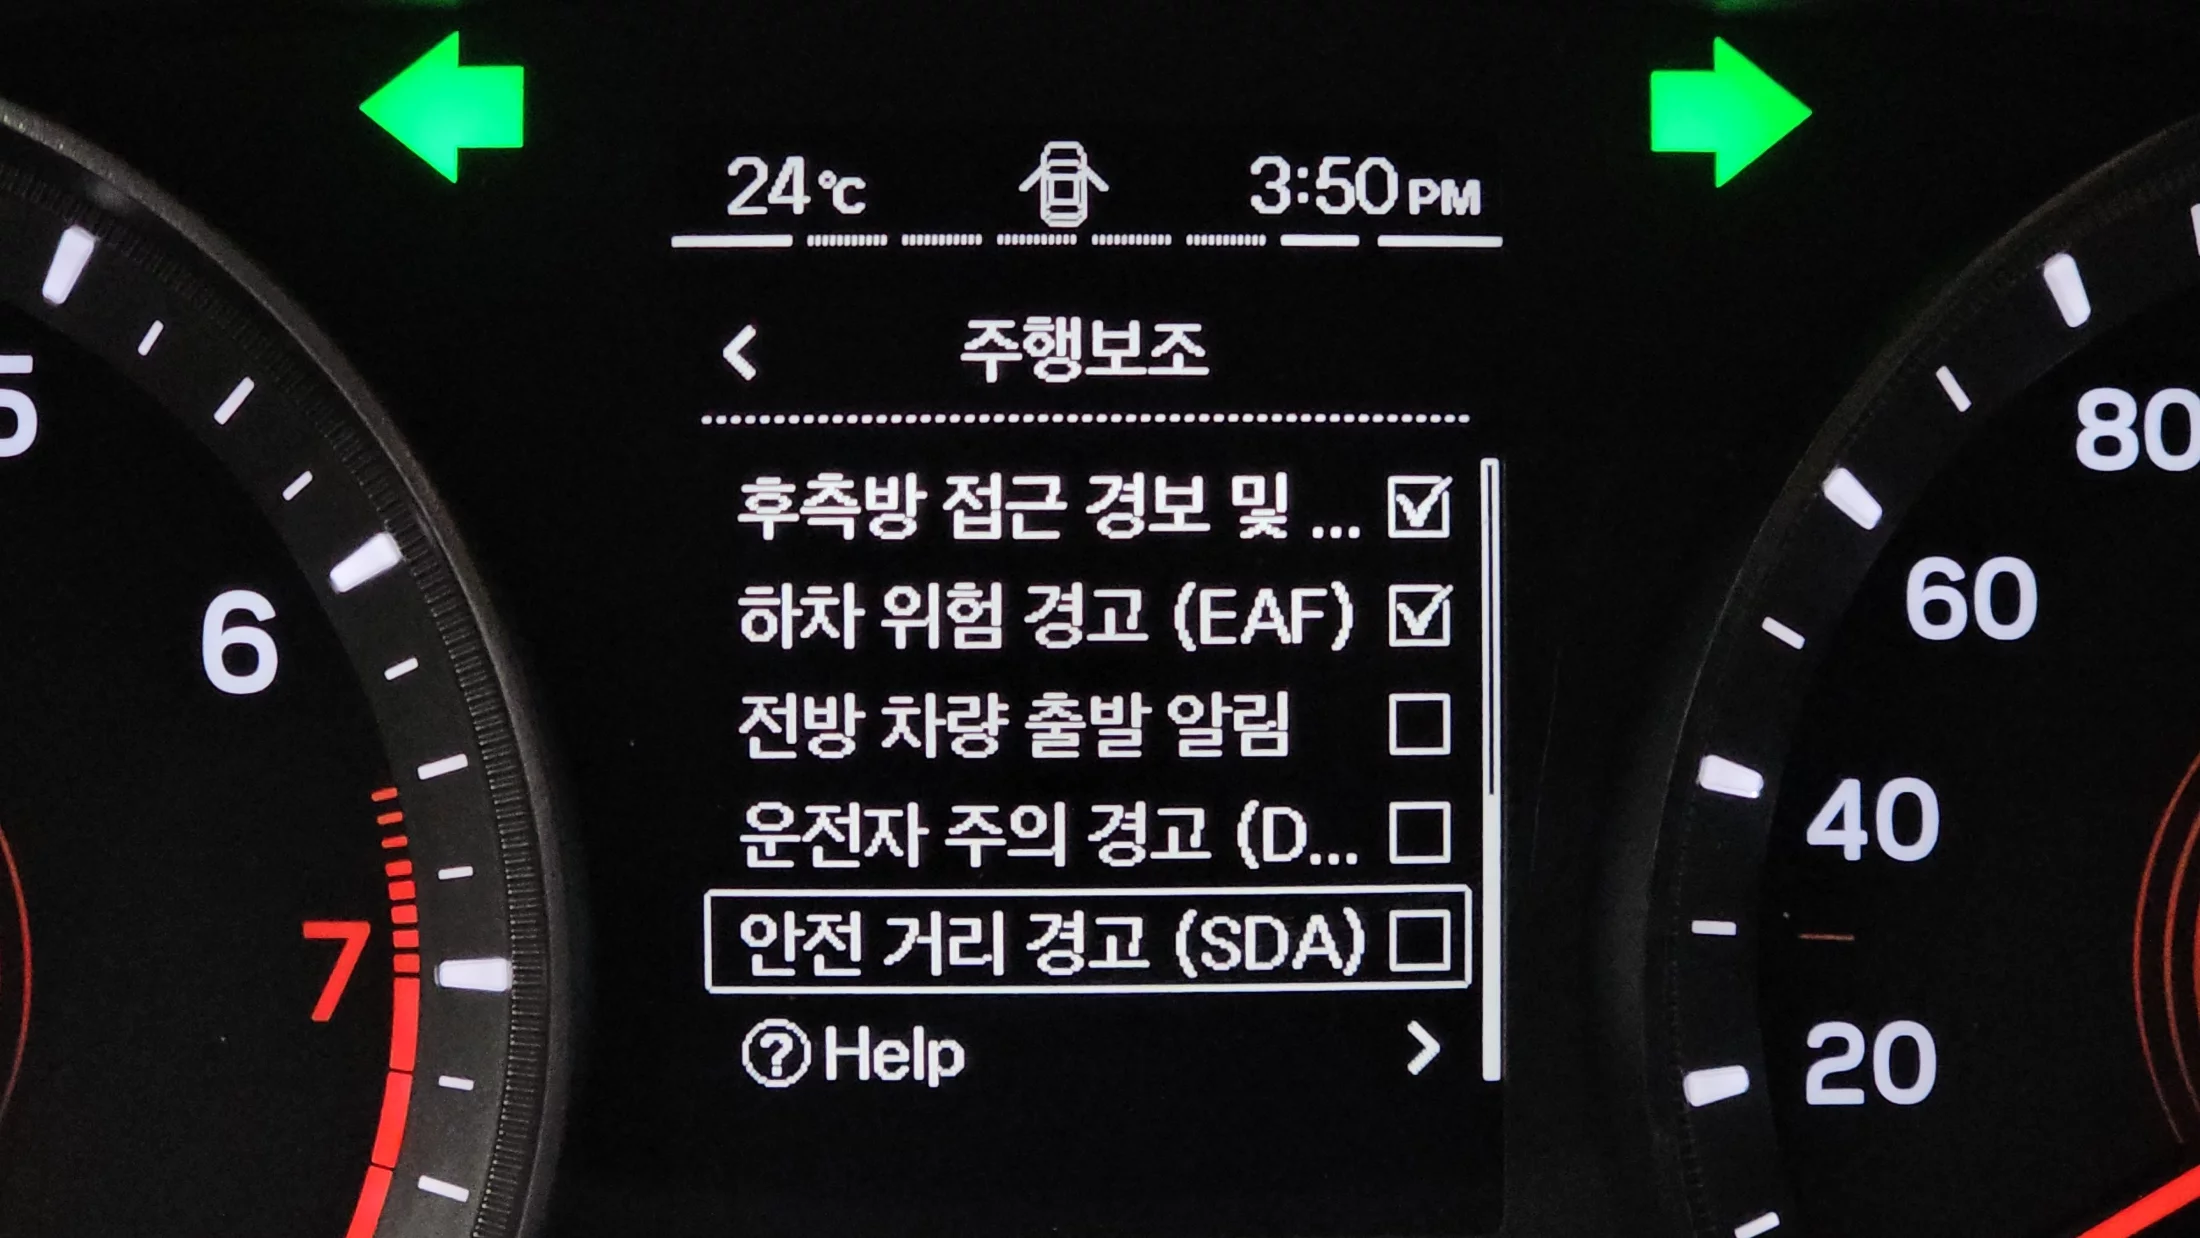 24℃ 3:50 PM
주행보조
후측방 접근 경보 및 ...
하차 위험 경고 (EAF)
전방 차량 출발 알림
운전자 주의 경고 (D...
안전 거리 경고 (SDA)
? Help
5
6
7
80
60
40
20